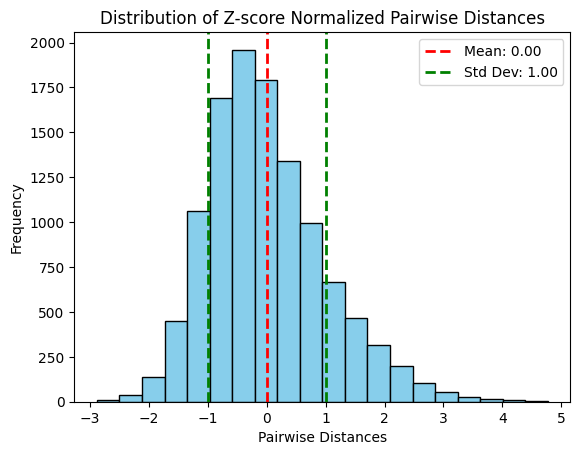 Distribution of Z-score Normalized Pairwise Distances
Mean: 0.00
Std Dev: 1.00
Frequency
2000
1750
1500
1250
1000
750
500
250
0
−3 −2 −1 0 1 2 3 4 5
Pairwise Distances